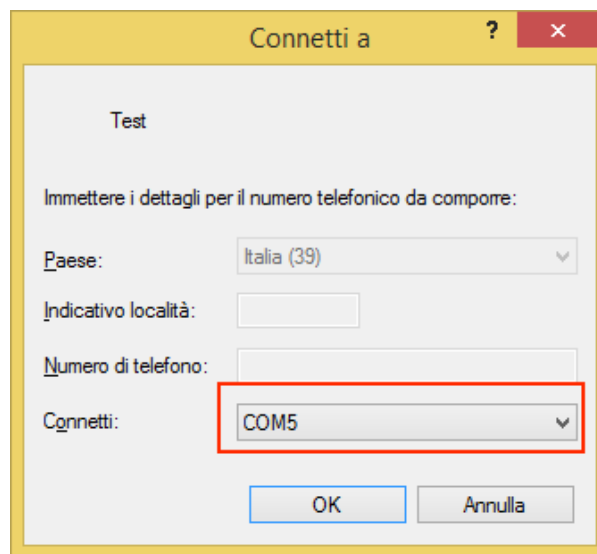 Connetti a
?
Test
Immettere i dettagli per il numero telefonico da comporre:
Paese: Italia (39)
Indicativo località:
Numero di telefono:
Connetti: COM5
OK Annulla